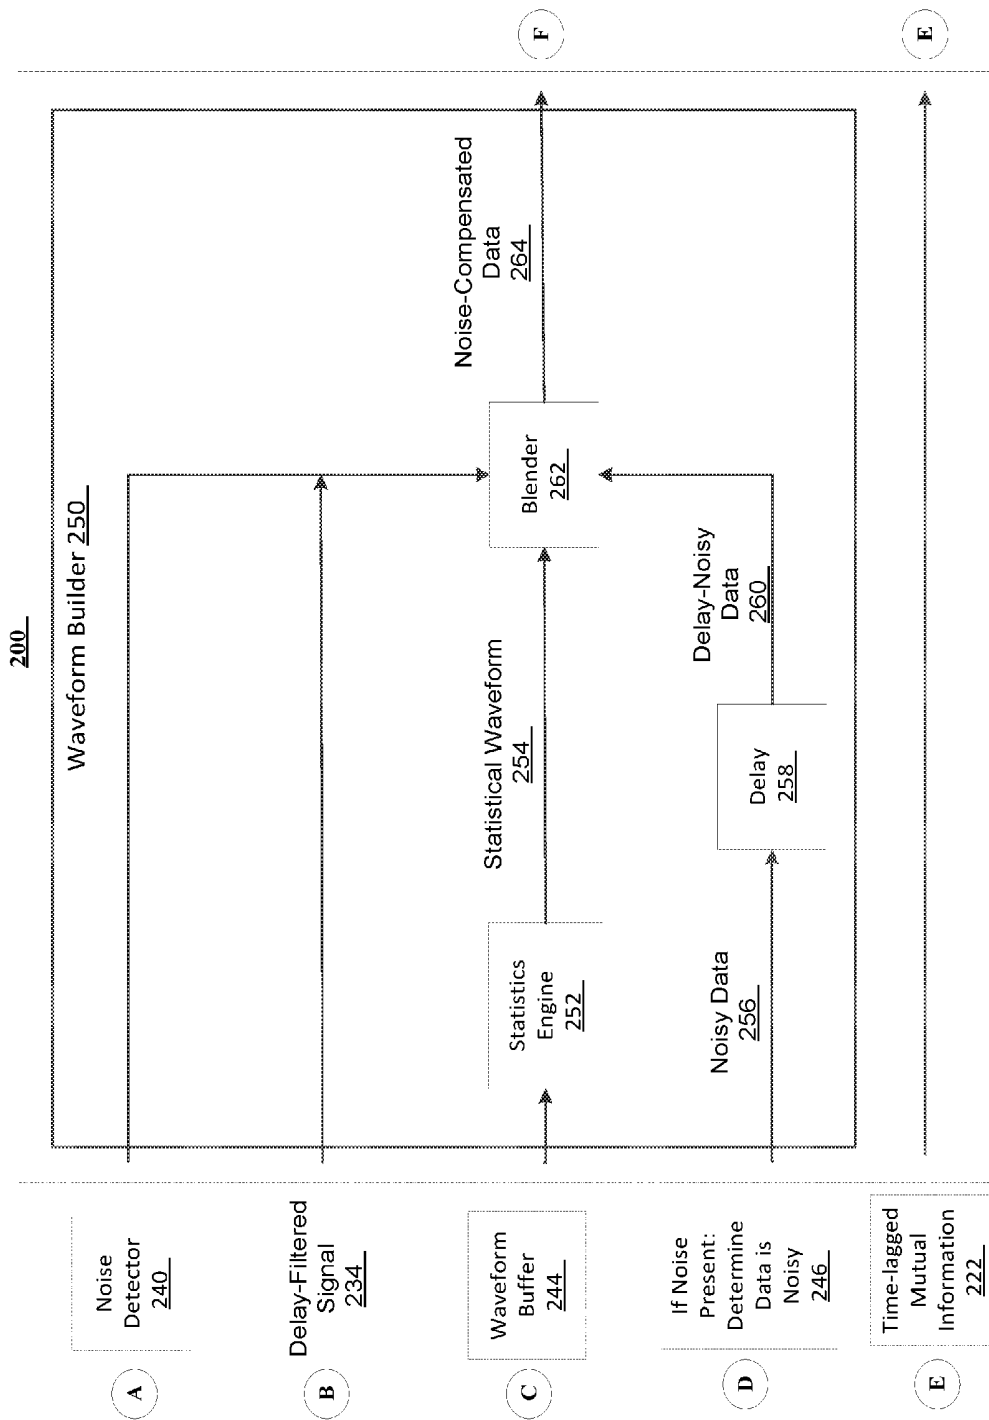 200
Waveform Builder 250
A
Noise
Detector
240
B
Delay-Filtered
Signal
234
C
Waveform
Buffer
244
Statistics
Engine
252
Statistical Waveform
254
Blender
262
Noise-Compensated
Data
264
F
D
If Noise
Present:
Determine
Data is
Noisy
246
Noisy Data
256
Delay
258
Delay-Noisy
Data
260
E
Time-lagged
Mutual
Information
222
E